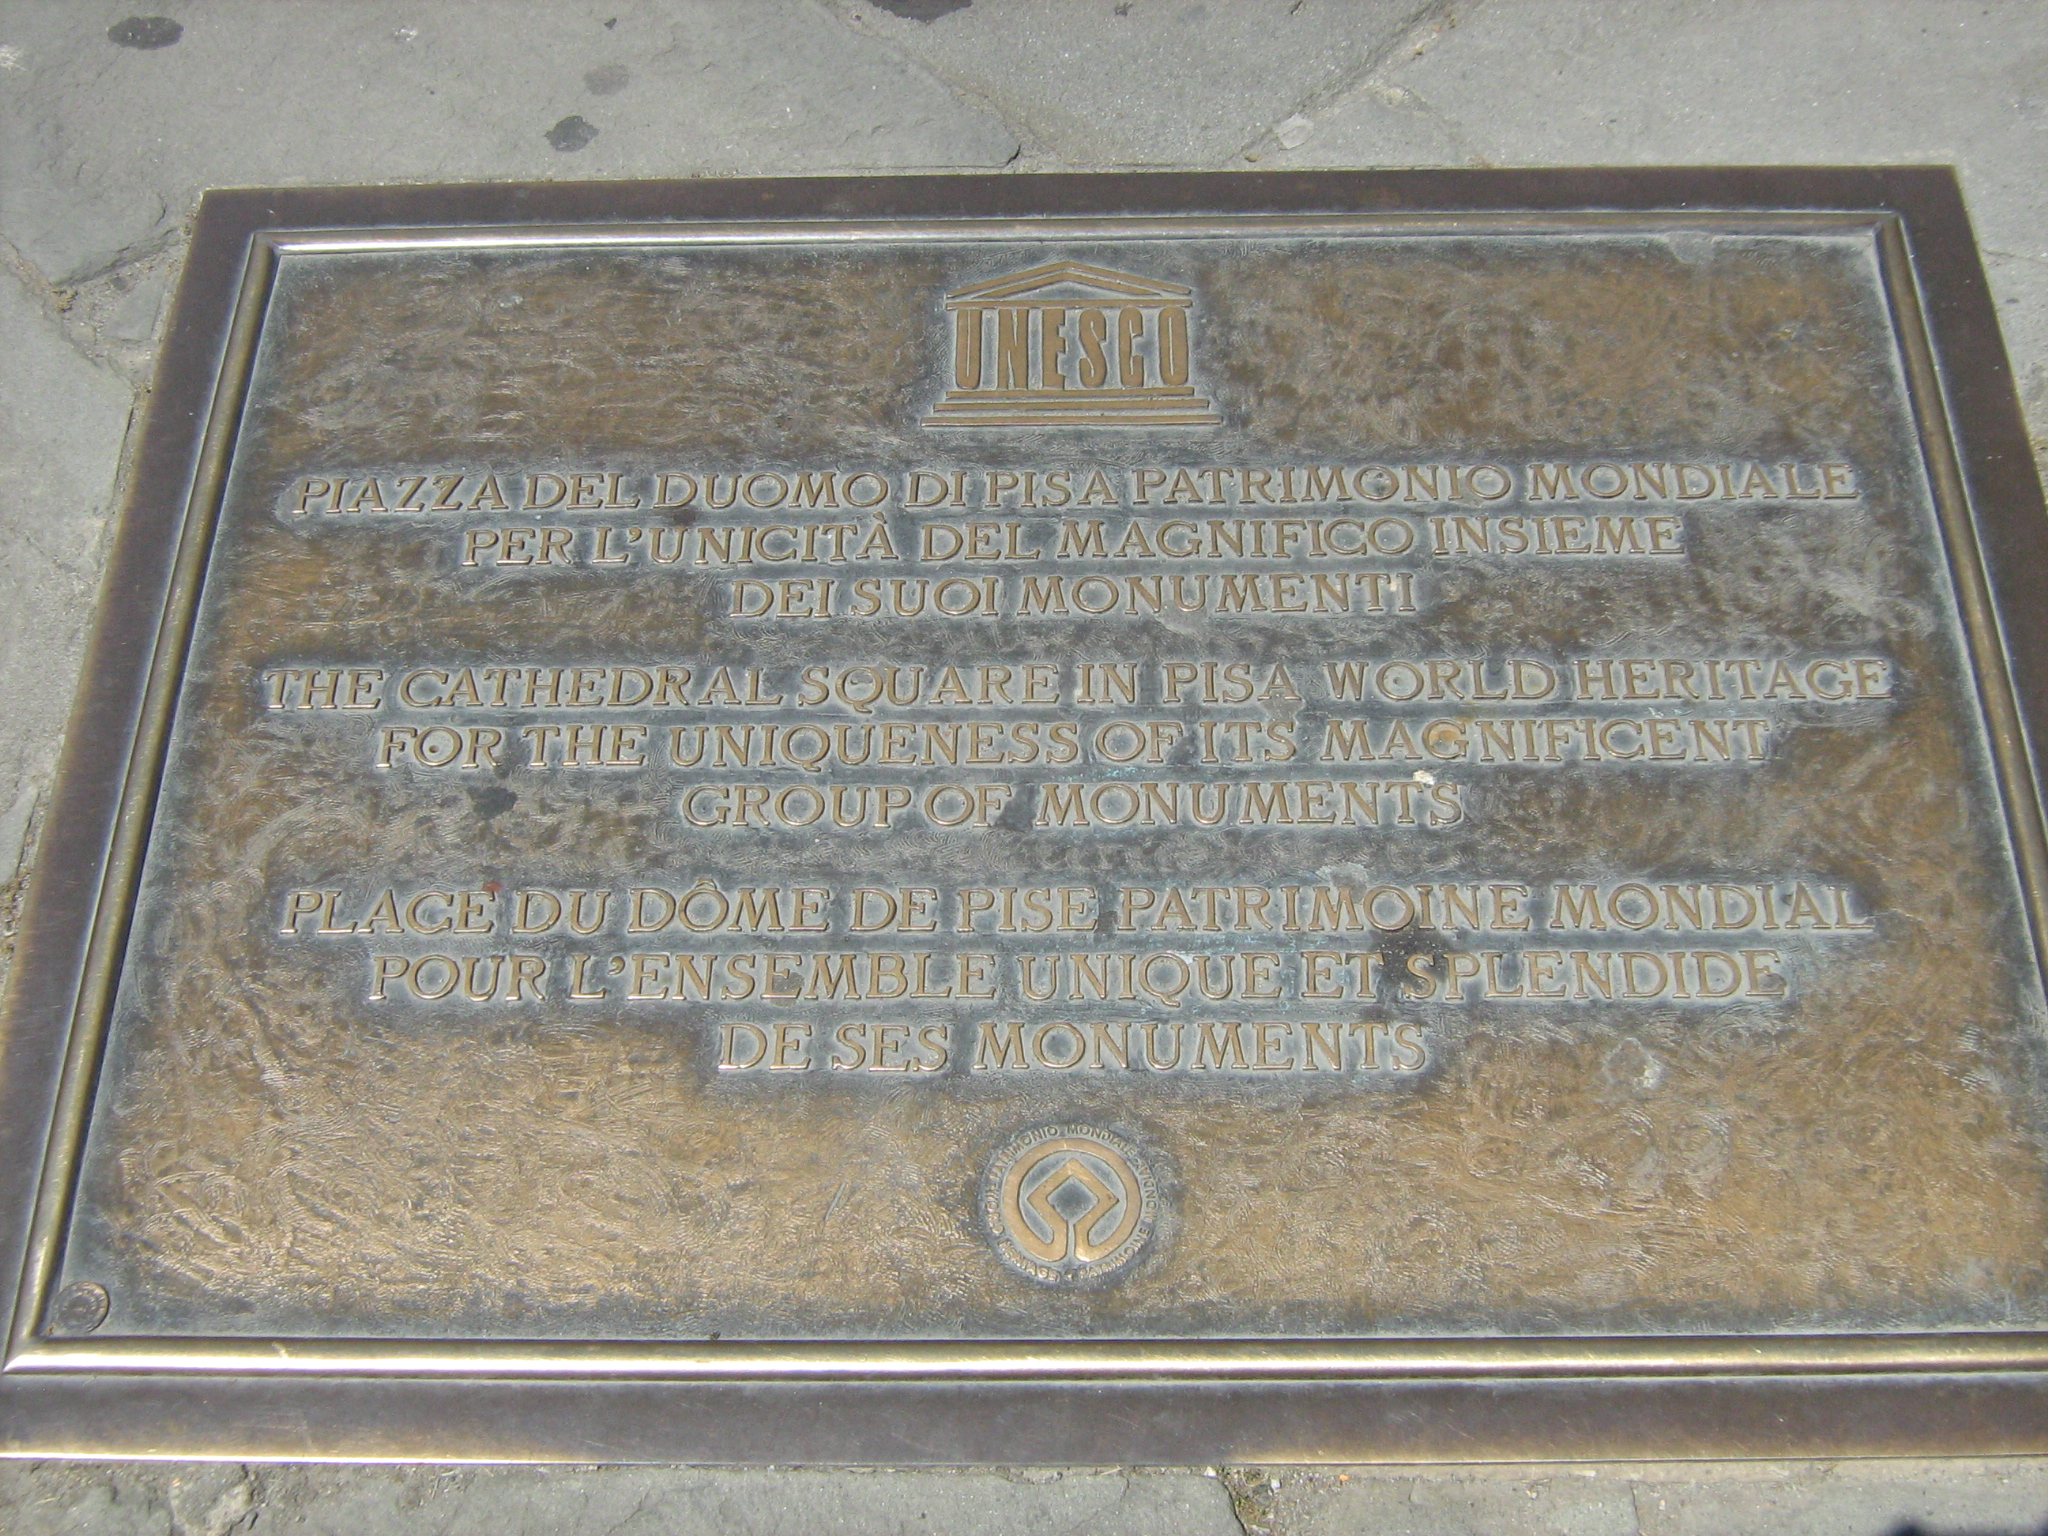 UNESCO
PIAZZA DEL DUOMO DI PISA PATRIMONIO MONDIALE
PER L'UNICITÀ DEL MAGNIFICO INSIEME
DEI SUOI MONUMENTI
THE CATHEDRAL SQUARE IN PISA WORLD HERITAGE
FOR THE UNIQUENESS OF ITS MAGNIFICENT
GROUP OF MONUMENTS
PLACE DU DÔME DE PISE PATRIMOINE MONDIAL
POUR L'ENSEMBLE UNIQUE ET SPLENDIDE
DE SES MONUMENTS
PATRIMONIO MONDIALE